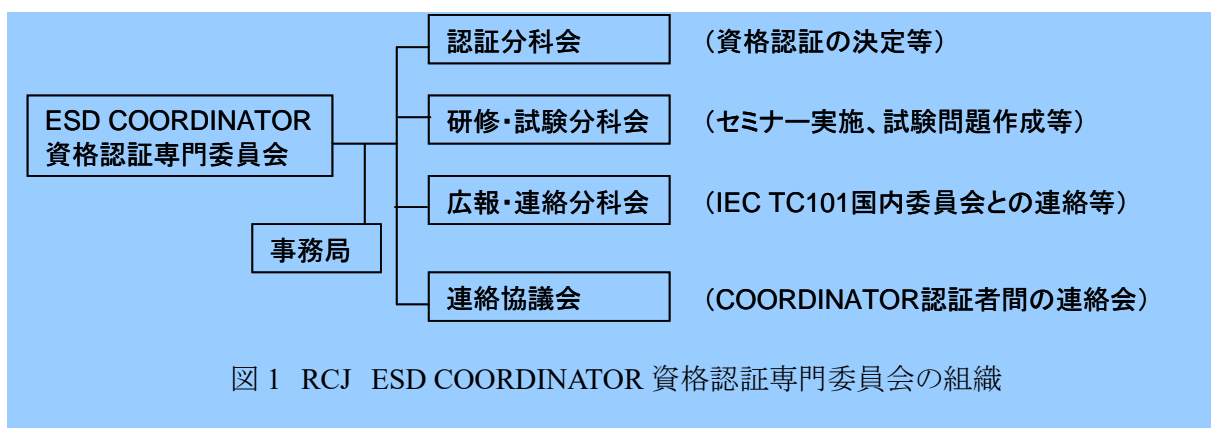 認証分科会 (資格認証の決定等)
ESD COORDINATOR
資格認証専門委員会
研修・試験分科会 (セミナー実施、試験問題作成等)
広報・連絡分科会 (IEC TC101国内委員会との連絡等)
事務局
連絡協議会 (COORDINATOR認証者間の連絡会)
図 1 RCJ ESD COORDINATOR 資格認証専門委員会の組織